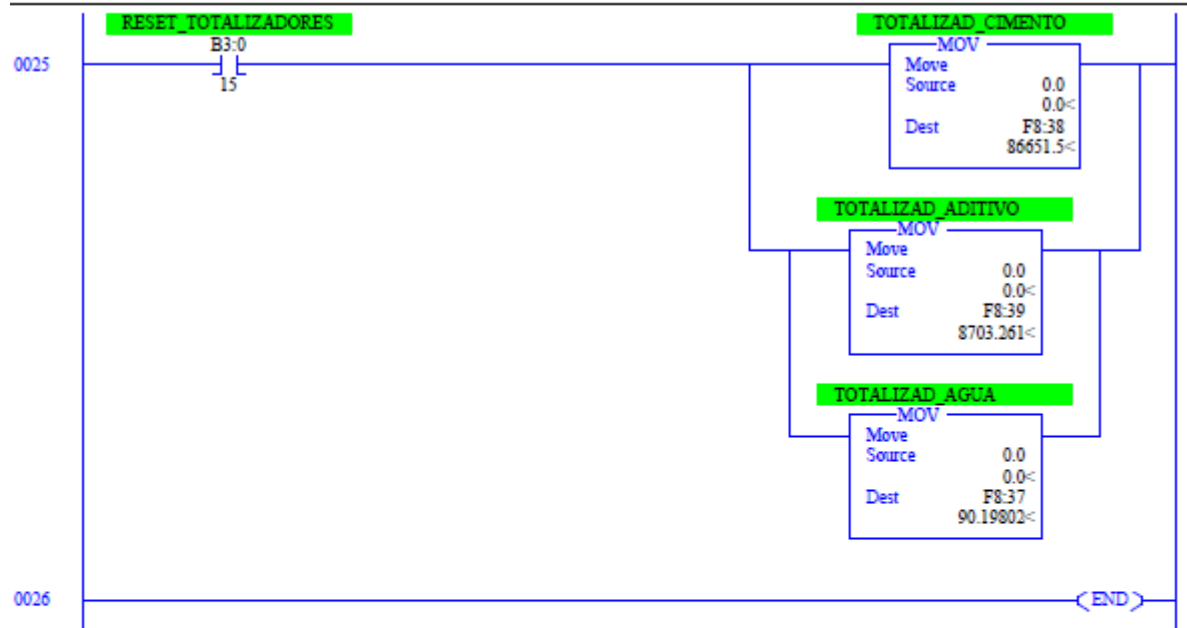 RESET_TOTALIZADORES
B3:0
15
0025
TOTALIZAD_CIMENTO
MOV
Move
Source 0.0
0.0<
Dest F8:38
86651.5<
TOTALIZAD_ADITIVO
MOV
Move
Source 0.0
0.0<
Dest F8:39
8703.261<
TOTALIZAD_AGUA
MOV
Move
Source 0.0
0.0<
Dest F8:37
90.19802<
0026
END